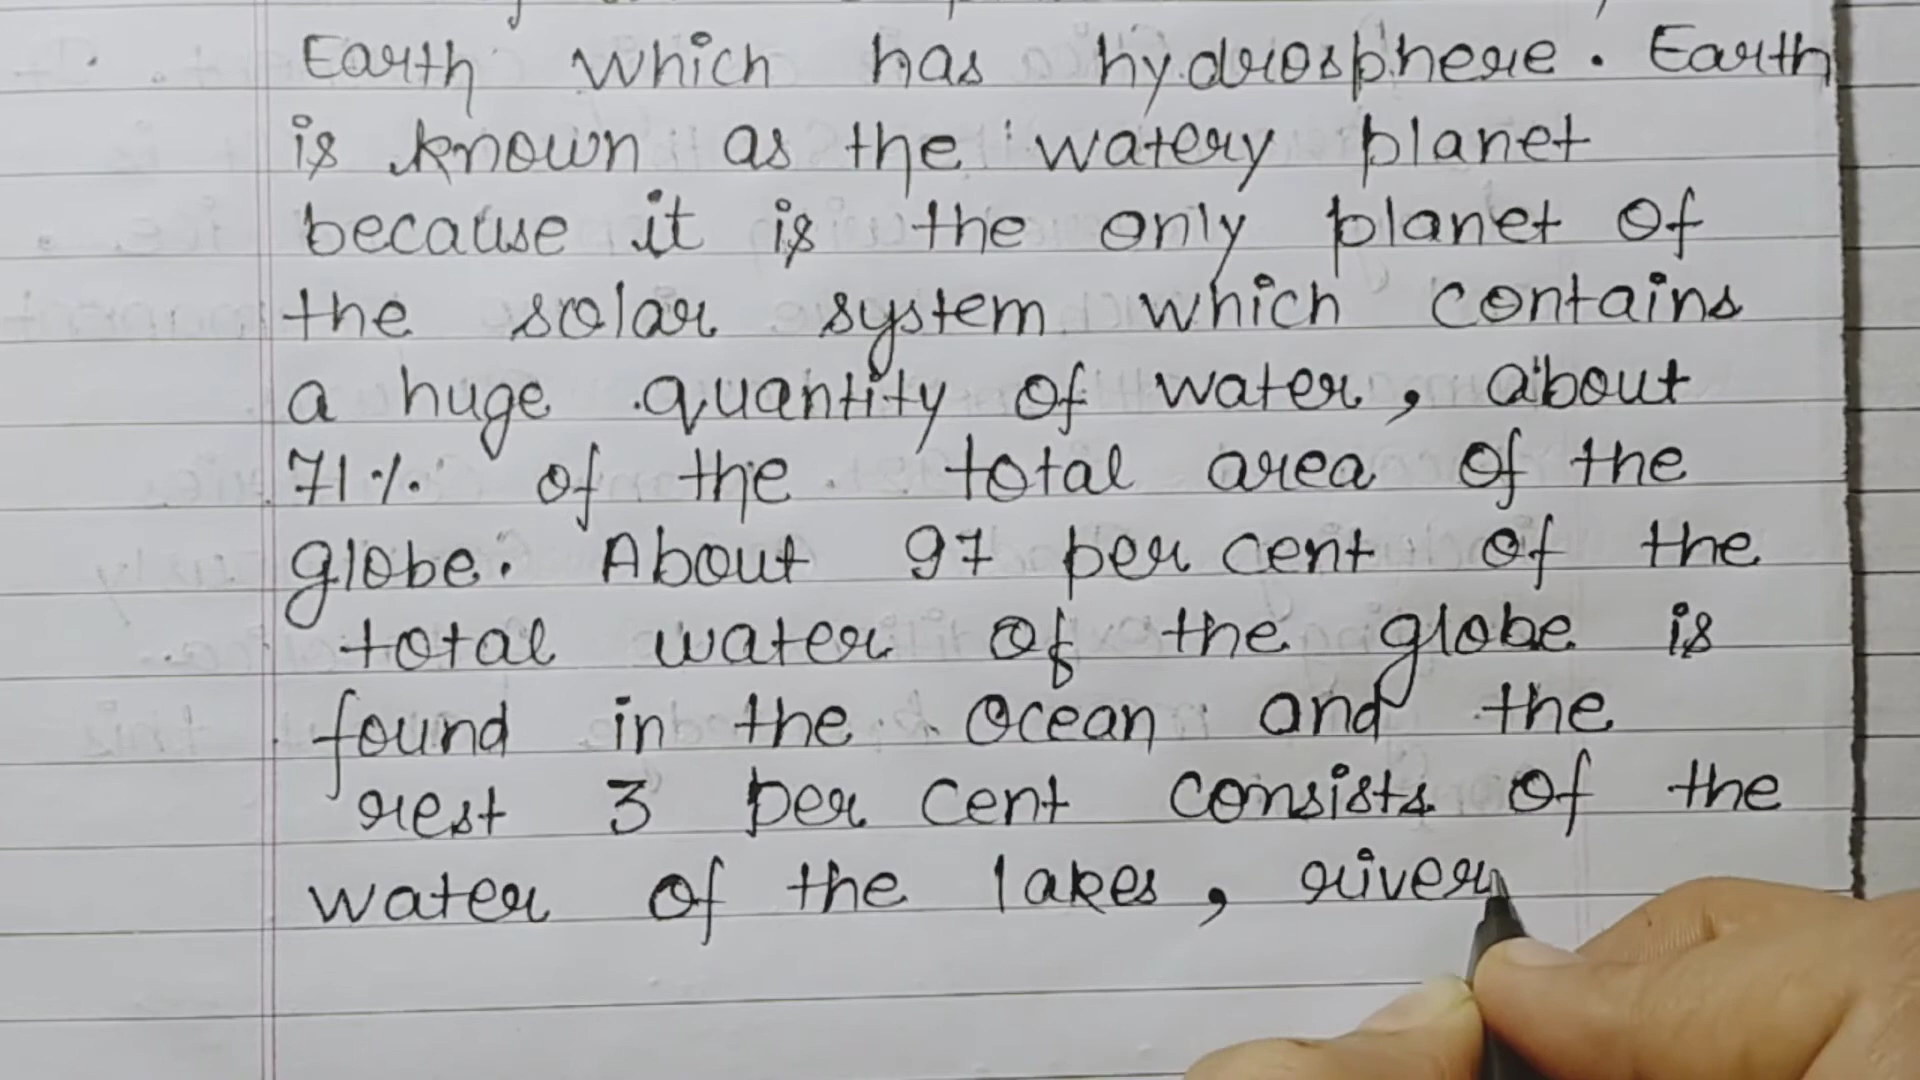 Earth which has hydrosphere. Earth
is known as the watery planet
because it is the only planet of
the solar system which contains
a huge quantity of water, about
71% of the total area of the
globe. About 97 per cent of the
total water of the globe is
found in the ocean and the
rest 3 per cent consists of the
water of the lakes, river